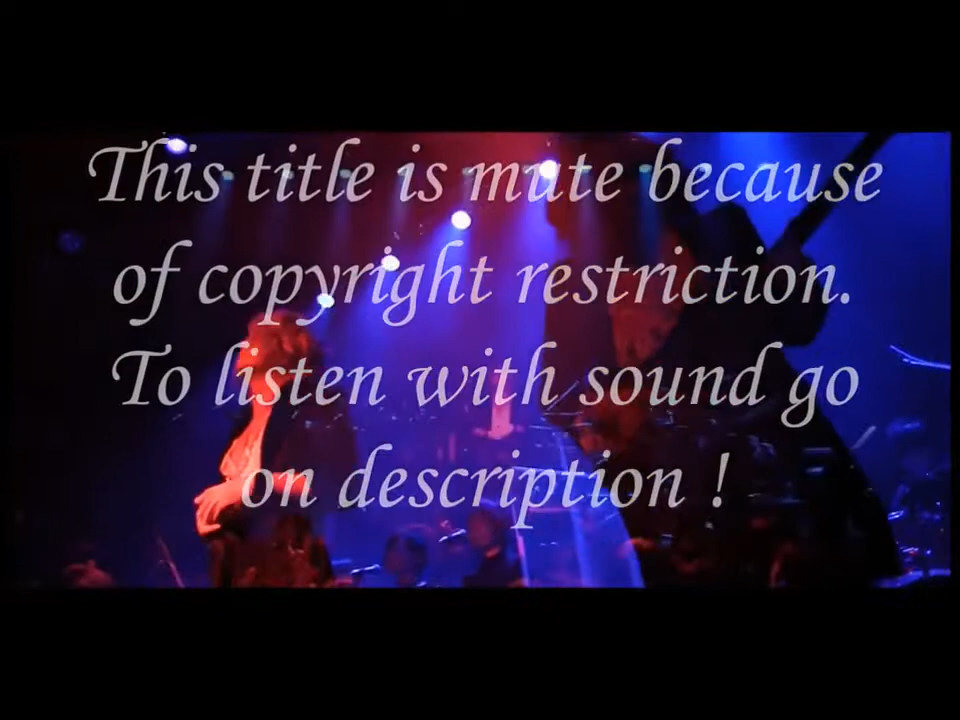 This title is mute because
of copyright restriction.
To listen with sound go
on description !